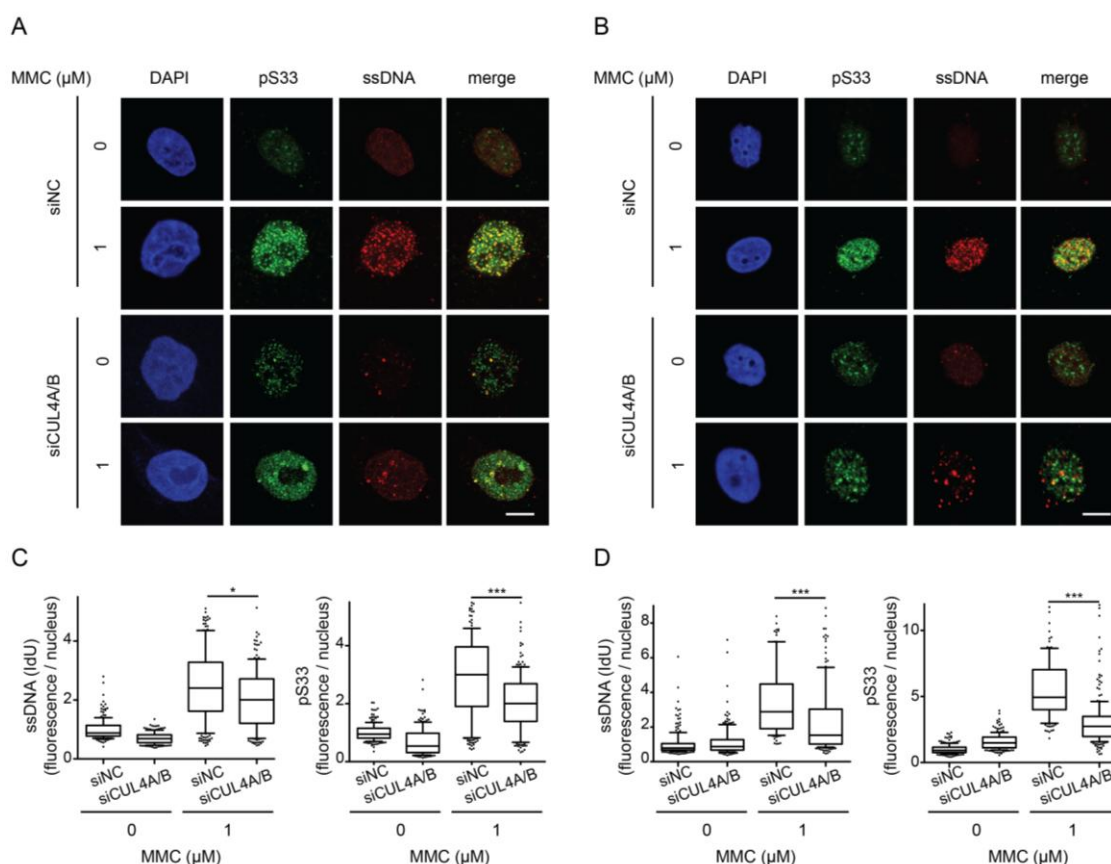 A
MMC (µM) DAPI pS33 ssDNA merge
siNC
0
1
siCUL4A/B
0
1
B
MMC (µM) DAPI pS33 ssDNA merge
siNC
0
1
siCUL4A/B
0
1
C
ssDNA (IdU)
(fluorescence / nucleus)
4
2
0
*
siNC siCUL4A/B siNC siCUL4A/B
0 1
MMC (µM)
pS33
(fluorescence / nucleus)
4
2
0
***
siNC siCUL4A/B siNC siCUL4A/B
0 1
MMC (µM)
D
ssDNA (IdU)
(fluorescence / nucleus)
8
6
4
2
0
***
siNC siCUL4A/B siNC siCUL4A/B
0 1
MMC (µM)
pS33
(fluorescence / nucleus)
10
5
0
***
siNC siCUL4A/B siNC siCUL4A/B
0 1
MMC (µM)